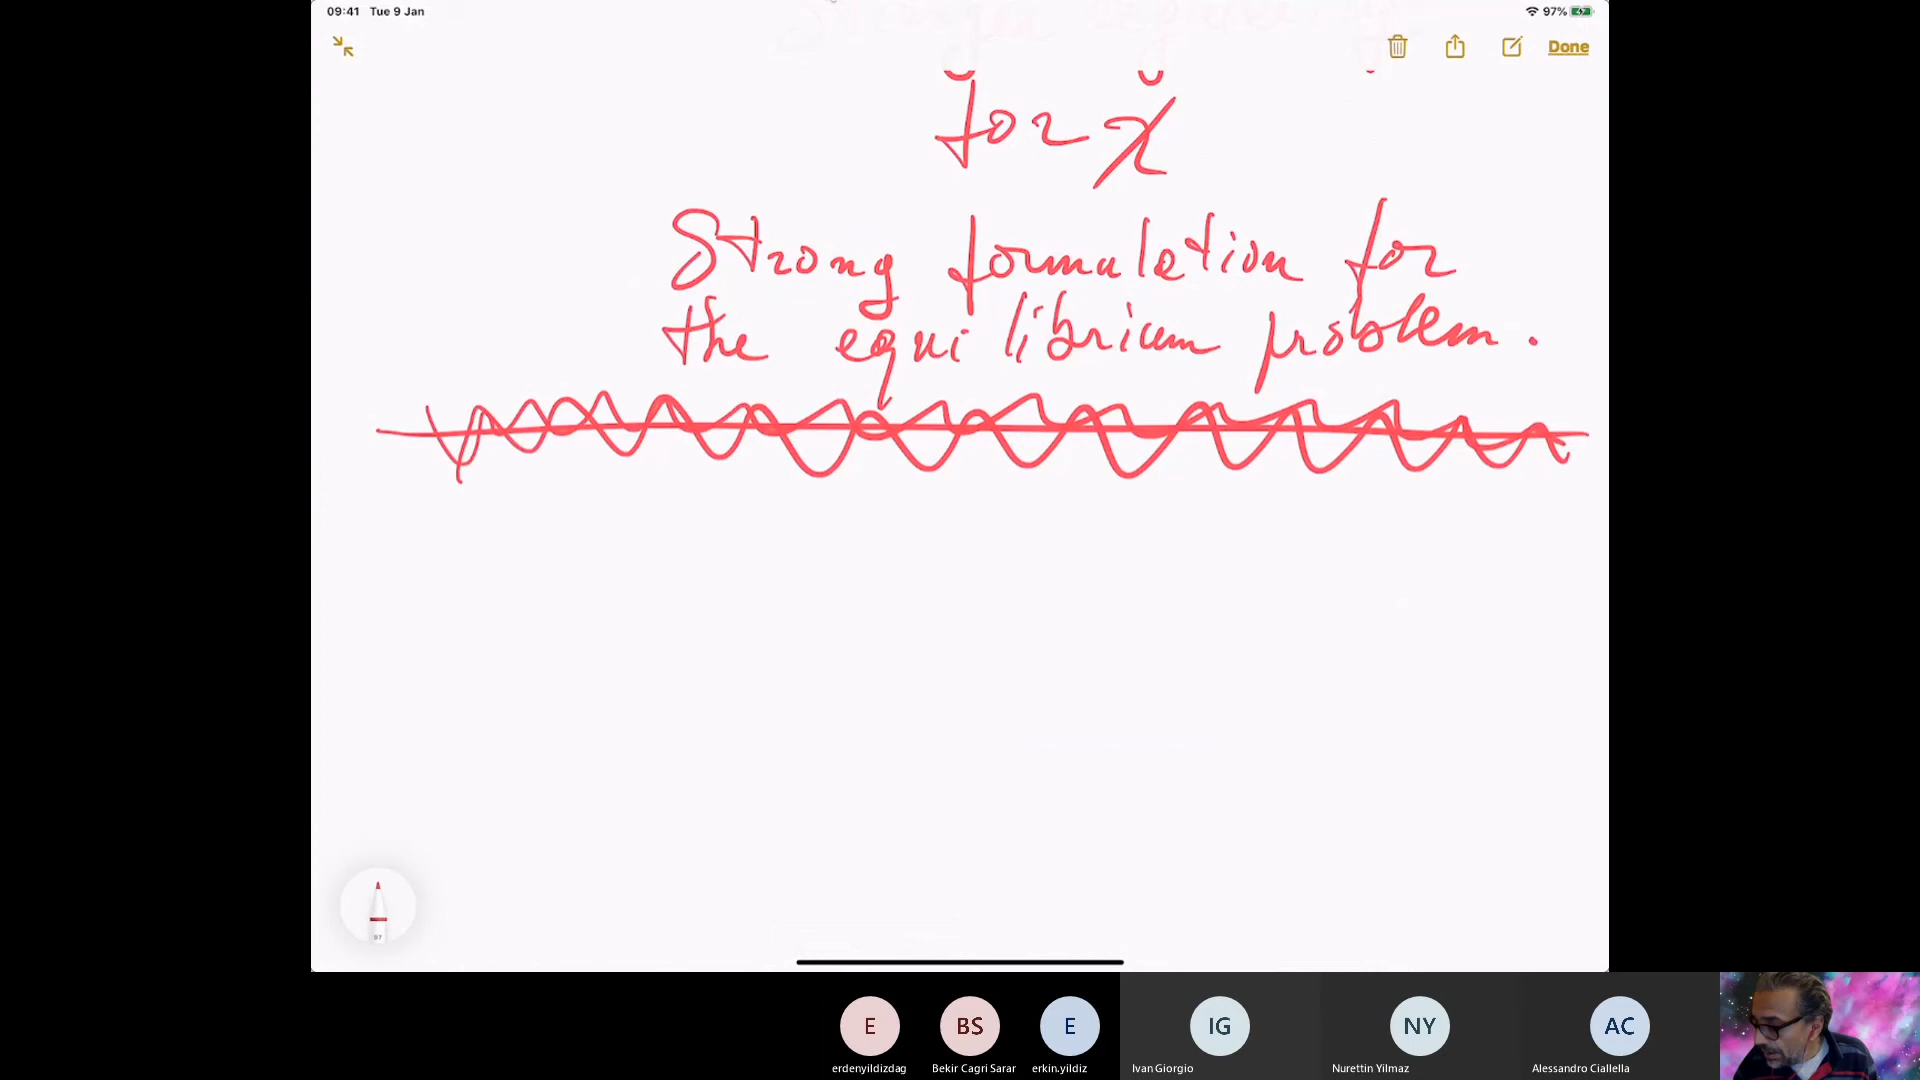 09:41 Tue 9 Jan
97%
Done
for χ
Strong formulation for
the equilibrium problem.
97
E
BS
E
IG
NY
AC
erdenyildizdag
Bekir Cagri Sarar
erkin.yildiz
Ivan Giorgio
Nurettin Yilmaz
Alessandro Ciallella